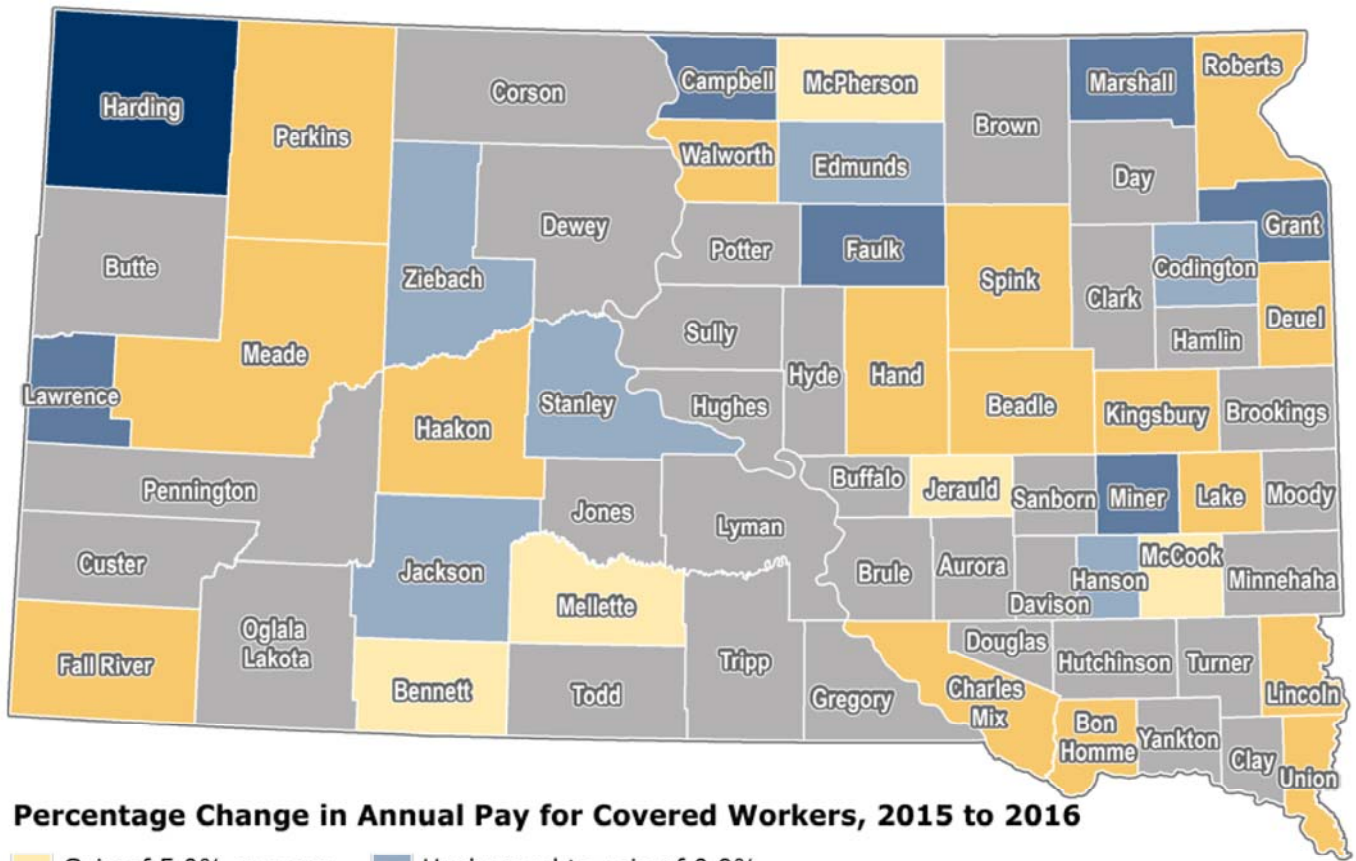 Harding
Perkins
Corson
Campbell
McPherson
Brown
Marshall
Roberts
Walworth
Edmunds
Day
Butte
Ziebach
Dewey
Potter
Faulk
Spink
Clark
Codington
Grant
Hamlin
Deuel
Lawrence
Meade
Haakon
Stanley
Sully
Hughes
Hyde
Hand
Beadle
Kingsbury
Brookings
Pennington
Jones
Lyman
Buffalo
Jerauld
Sanborn
Miner
Lake
Moody
Custer
Jackson
Mellette
Brule
Aurora
Davison
Hanson
McCook
Minnehaha
Fall River
Oglala
Lakota
Bennett
Todd
Tripp
Gregory
Charles
Mix
Douglas
Hutchinson
Turner
Lincoln
Bon
Homme
Yankton
Clay
Union
Percentage Change in Annual Pay for Covered Workers, 2015 to 2016